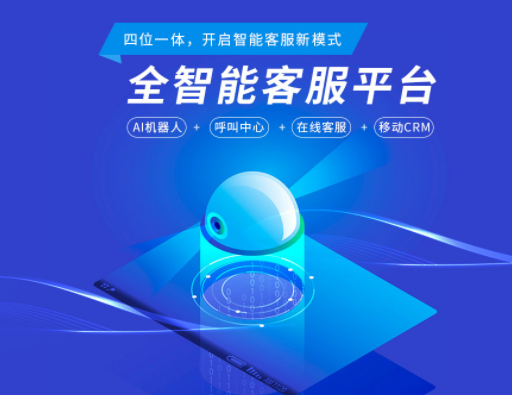 四位一体，开启智能客服新模式
全智能客服平台
AI机器人 + 呼叫中心 + 在线客服 + 移动CRM